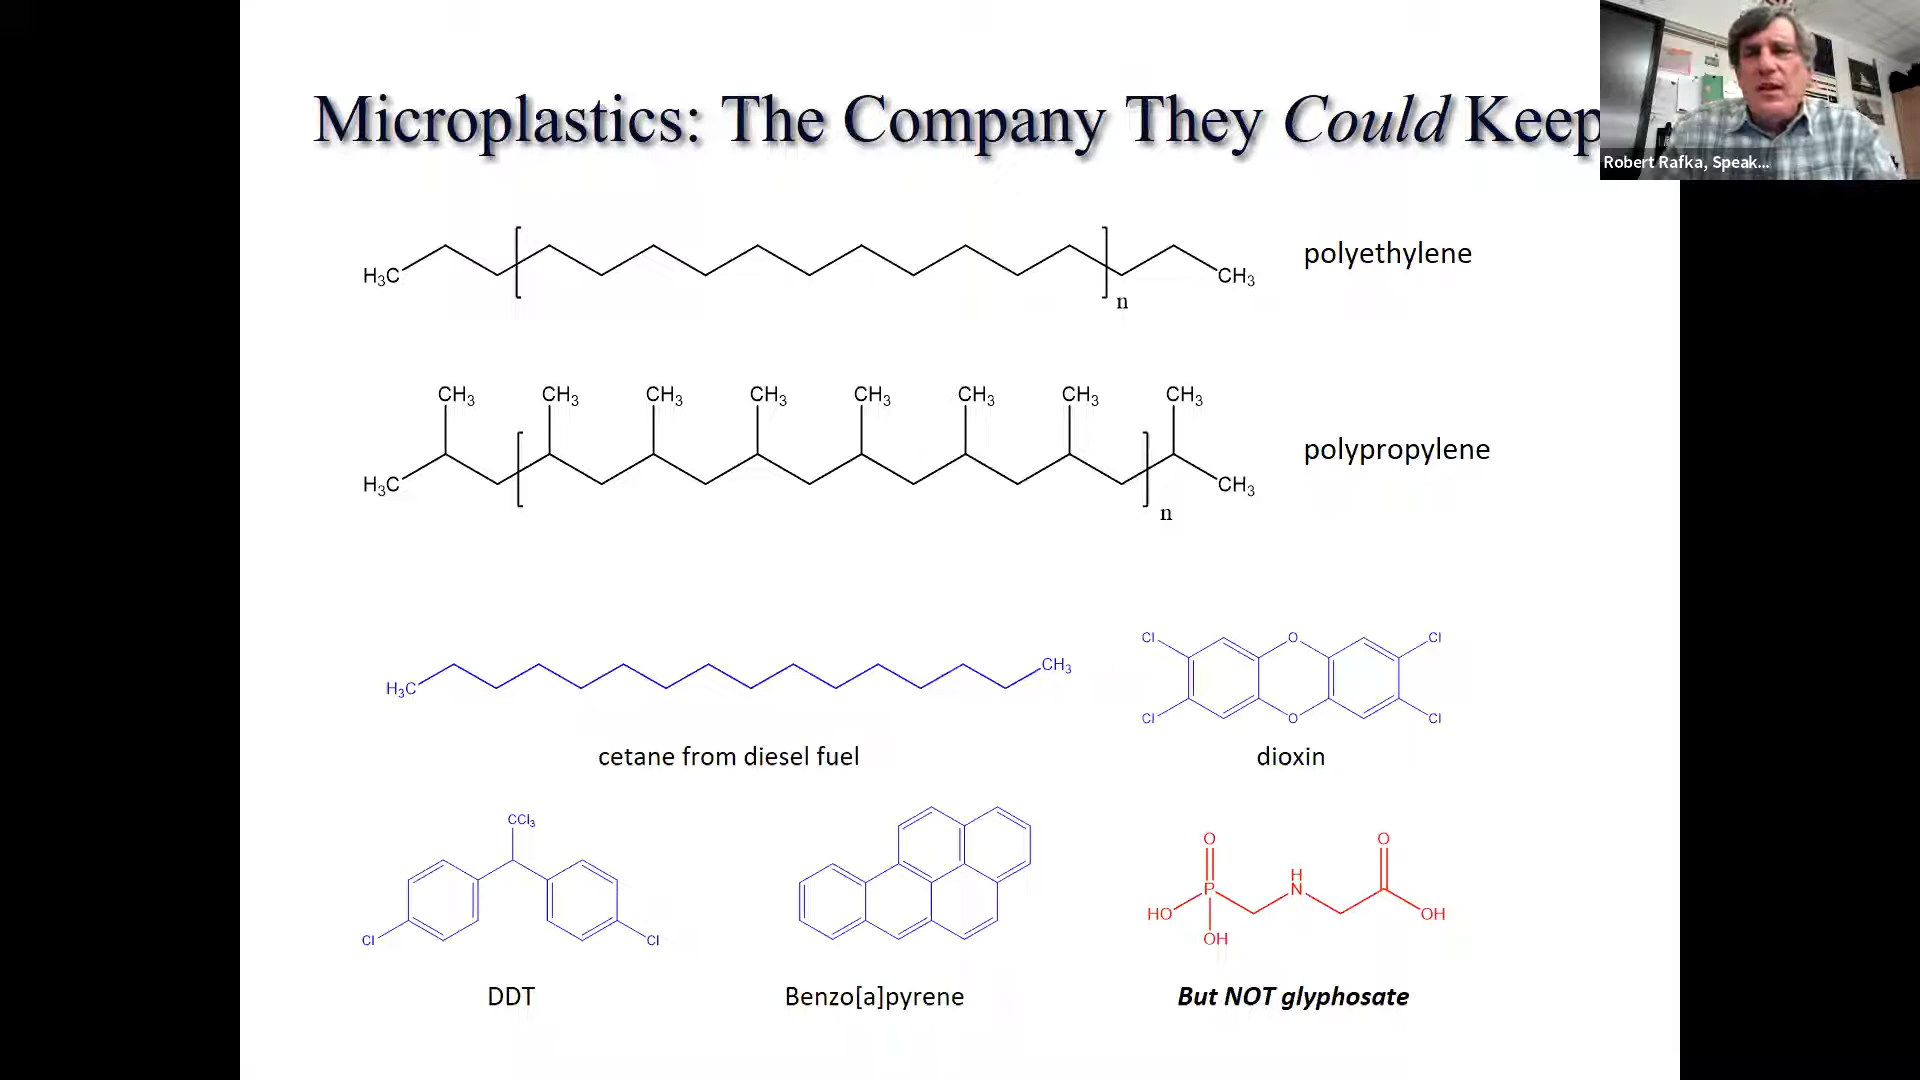 Microplastics: The Company They Could Keep
Robert Rafka, Speak...
H₃C
CH₃
n
polyethylene
CH₃ CH₃ CH₃ CH₃ CH₃ CH₃ CH₃ CH₃
H₃C
CH₃
n
polypropylene
H₃C
CH₃
cetane from diesel fuel
Cl O Cl
Cl O Cl
dioxin
CCl₃
Cl Cl
DDT
Benzo[a]pyrene
O O
H
P N
HO OH
OH
But NOT glyphosate